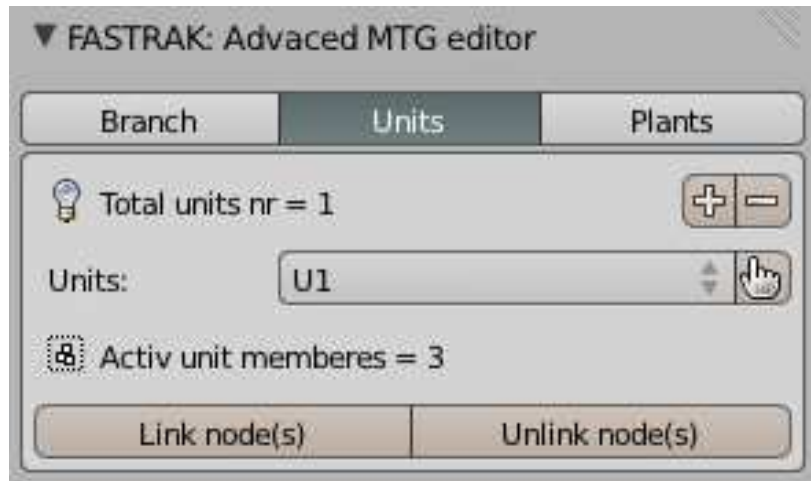 FASTRAK: Advaced MTG editor
Branch Units Plants
Total units nr = 1
Units: U1
Activ unit memberes = 3
Link node(s) Unlink node(s)